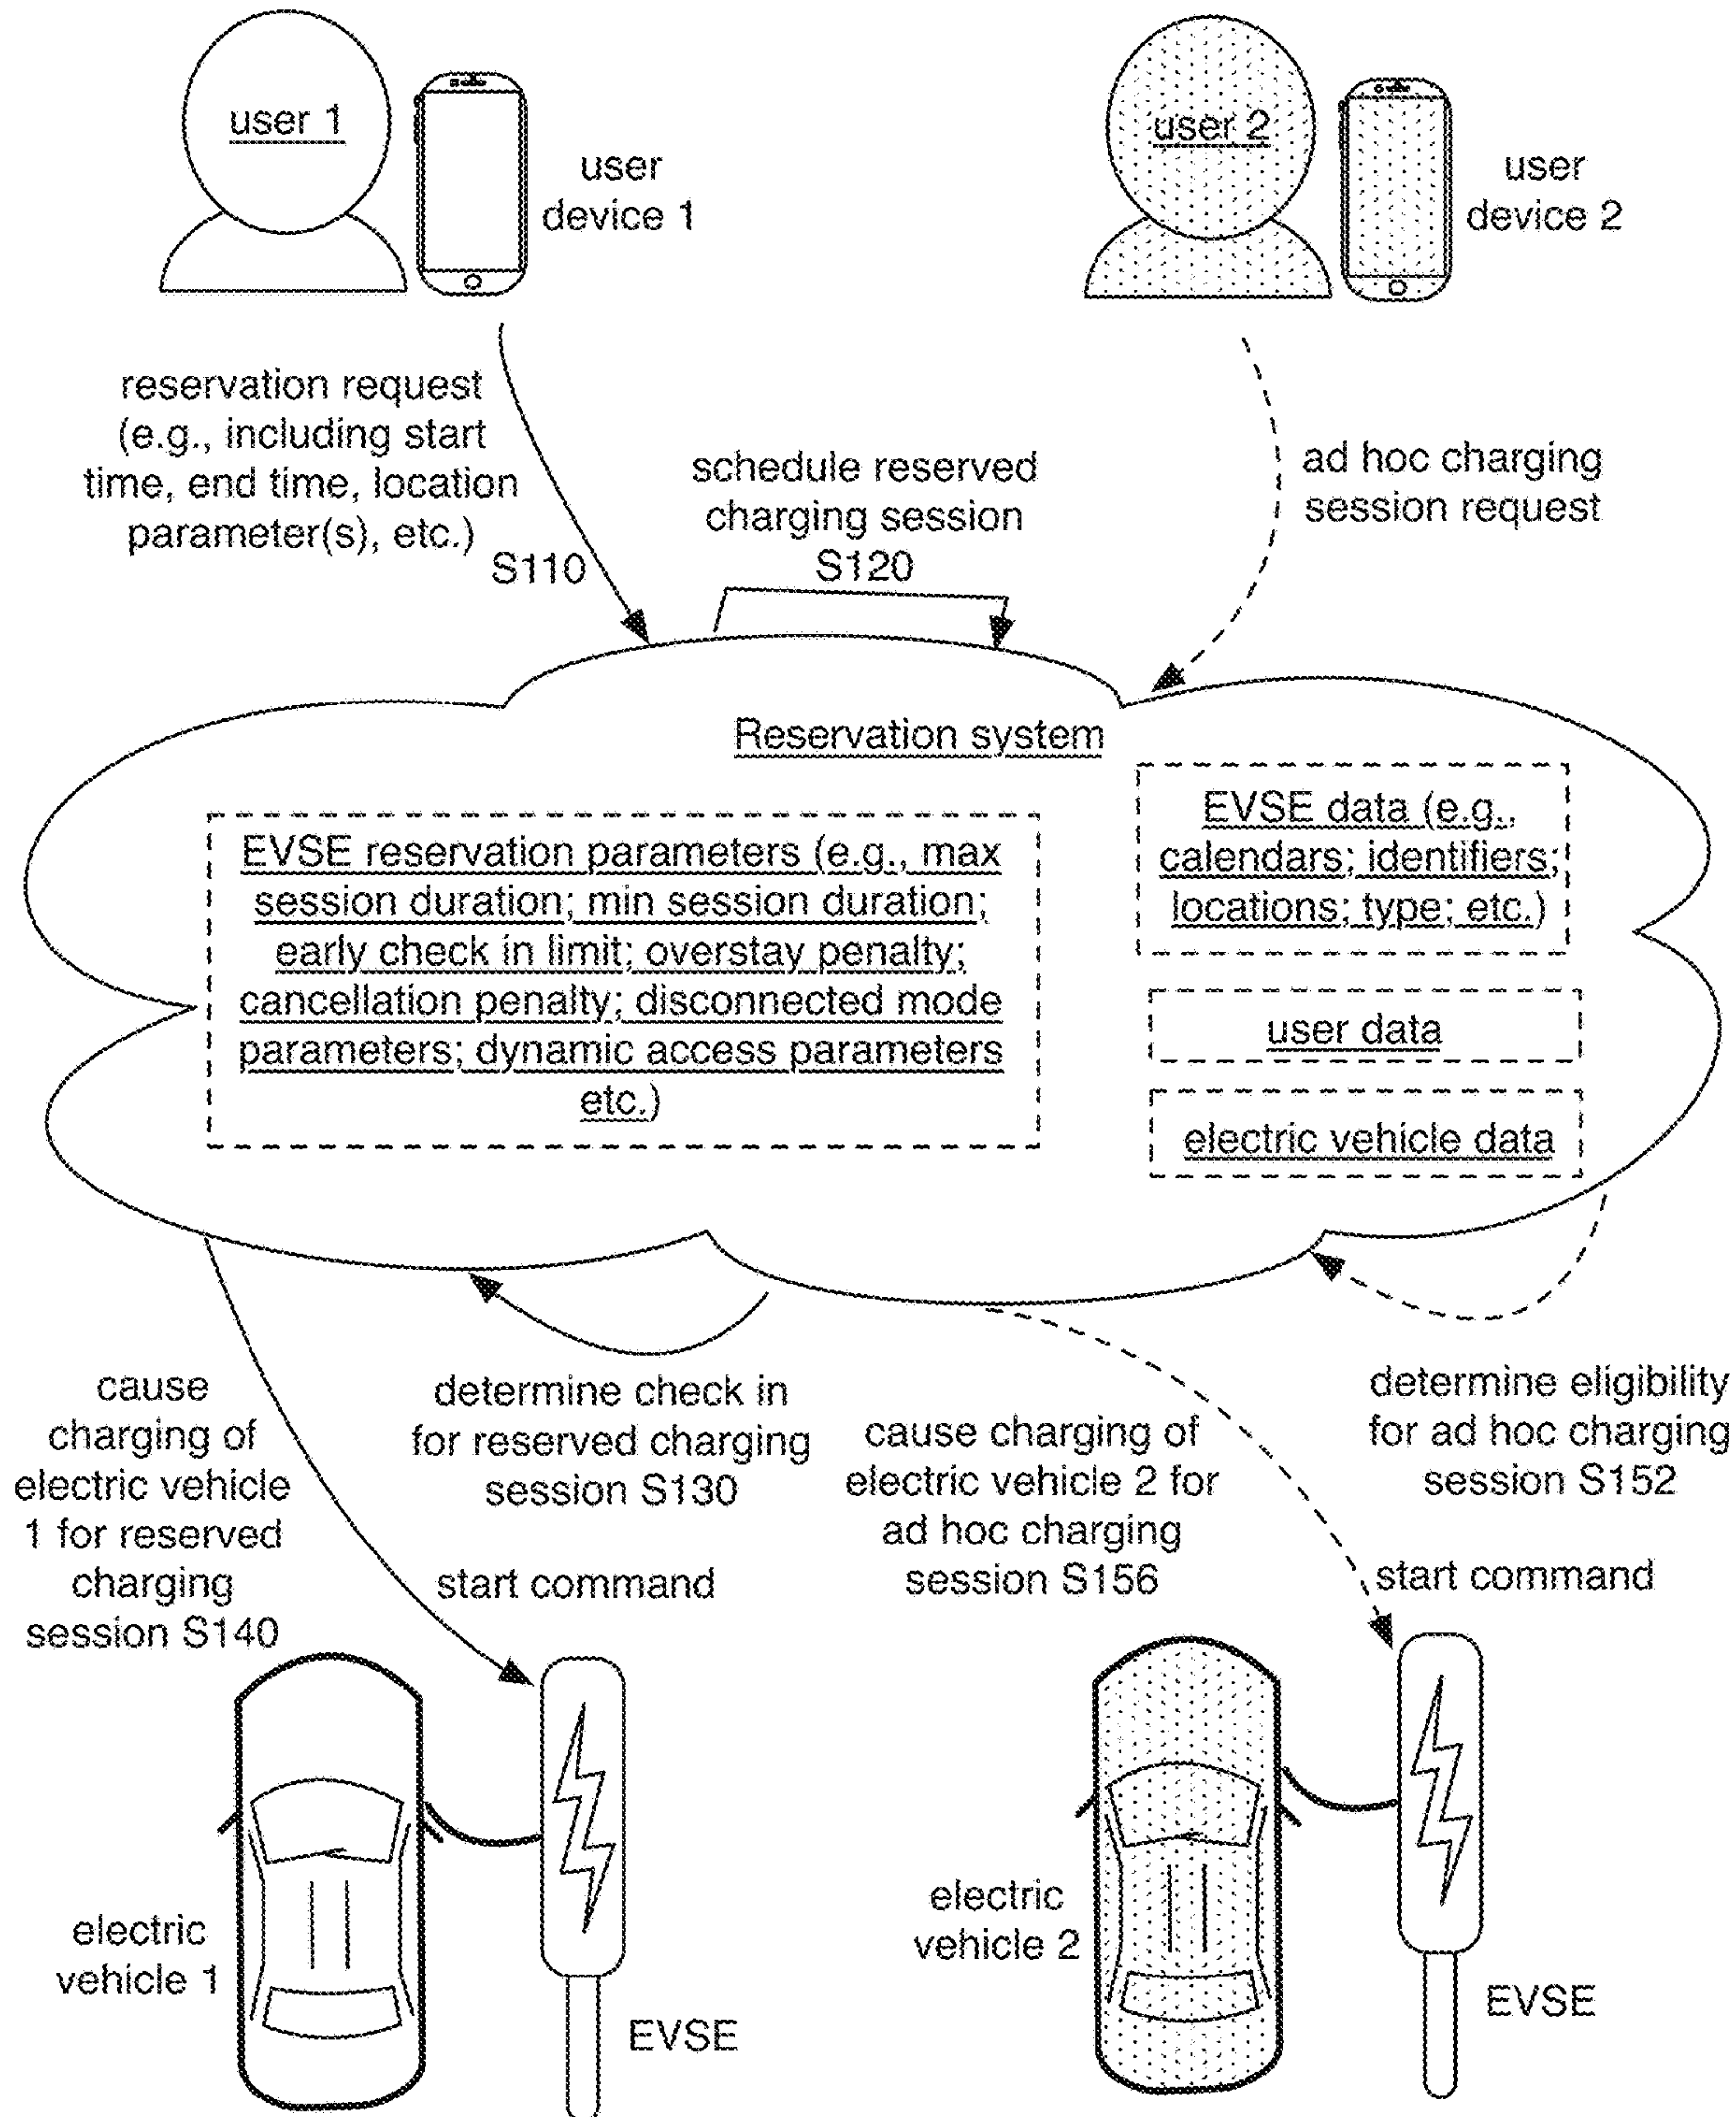 user 1
user
device 1
user 2
user
device 2
reservation request
(e.g., including start
time, end time, location
parameter(s), etc.)
S110
schedule reserved
charging session
S120
ad hoc charging
session request
Reservation system
EVSE reservation parameters (e.g., max
session duration; min session duration;
early check in limit; overstay penalty;
cancellation penalty; disconnected mode
parameters; dynamic access parameters
etc.)
EVSE data (e.g.,
calendars; identifiers;
locations; type; etc.)
user data
electric vehicle data
cause
charging of
electric vehicle
1 for reserved
charging
session S140
determine check in
for reserved charging
session S130
start command
cause charging of
electric vehicle 2 for
ad hoc charging
session S156
determine eligibility
for ad hoc charging
session S152
start command
electric
vehicle 1
EVSE
electric
vehicle 2
EVSE